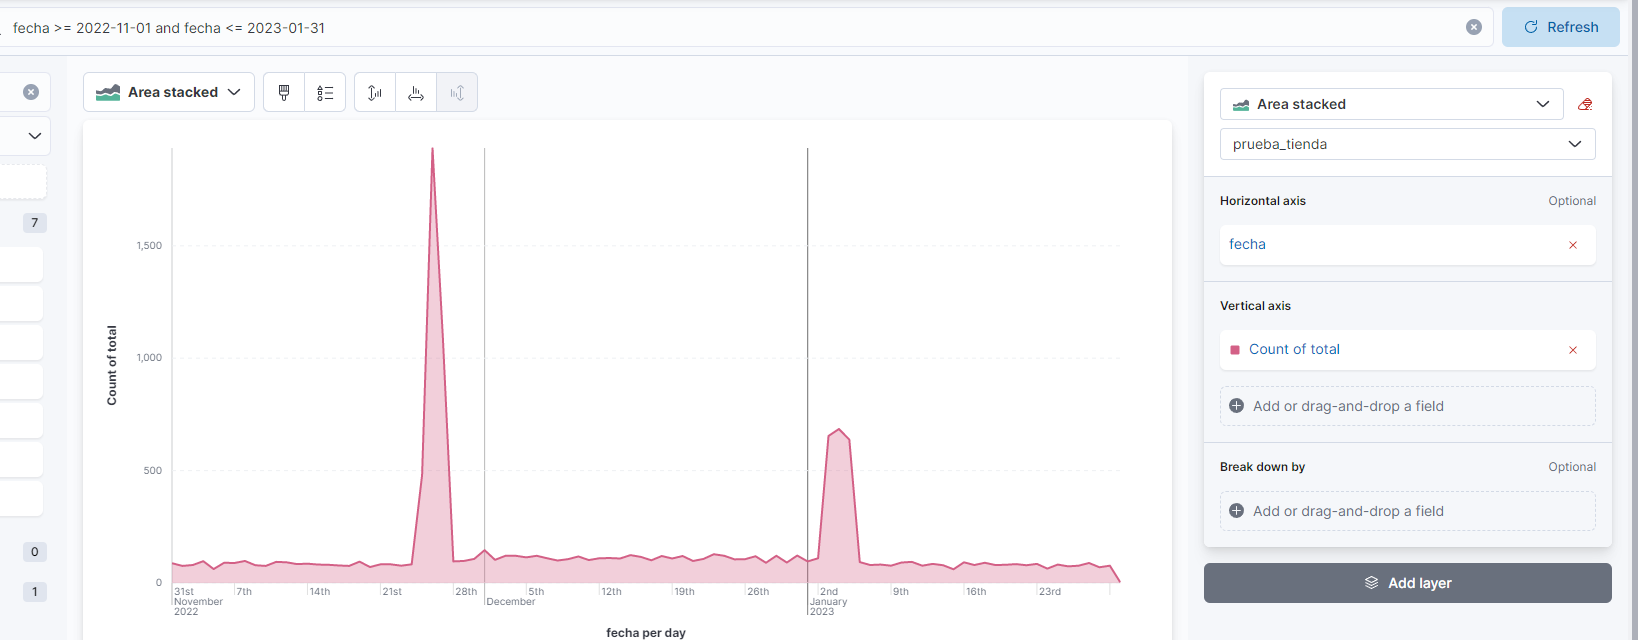 fecha >= 2022-11-01 and fecha <= 2023-01-31
Refresh
Area stacked
7
0
1
1,500
1,000
500
0
Count of total
31st 7th 14th 21st 28th 5th 12th 19th 26th 2nd 9th 16th 23rd
November December January
2022 2023
fecha per day
Area stacked
prueba_tienda
Horizontal axis Optional
fecha
Vertical axis
Count of total
Add or drag-and-drop a field
Break down by Optional
Add or drag-and-drop a field
Add layer